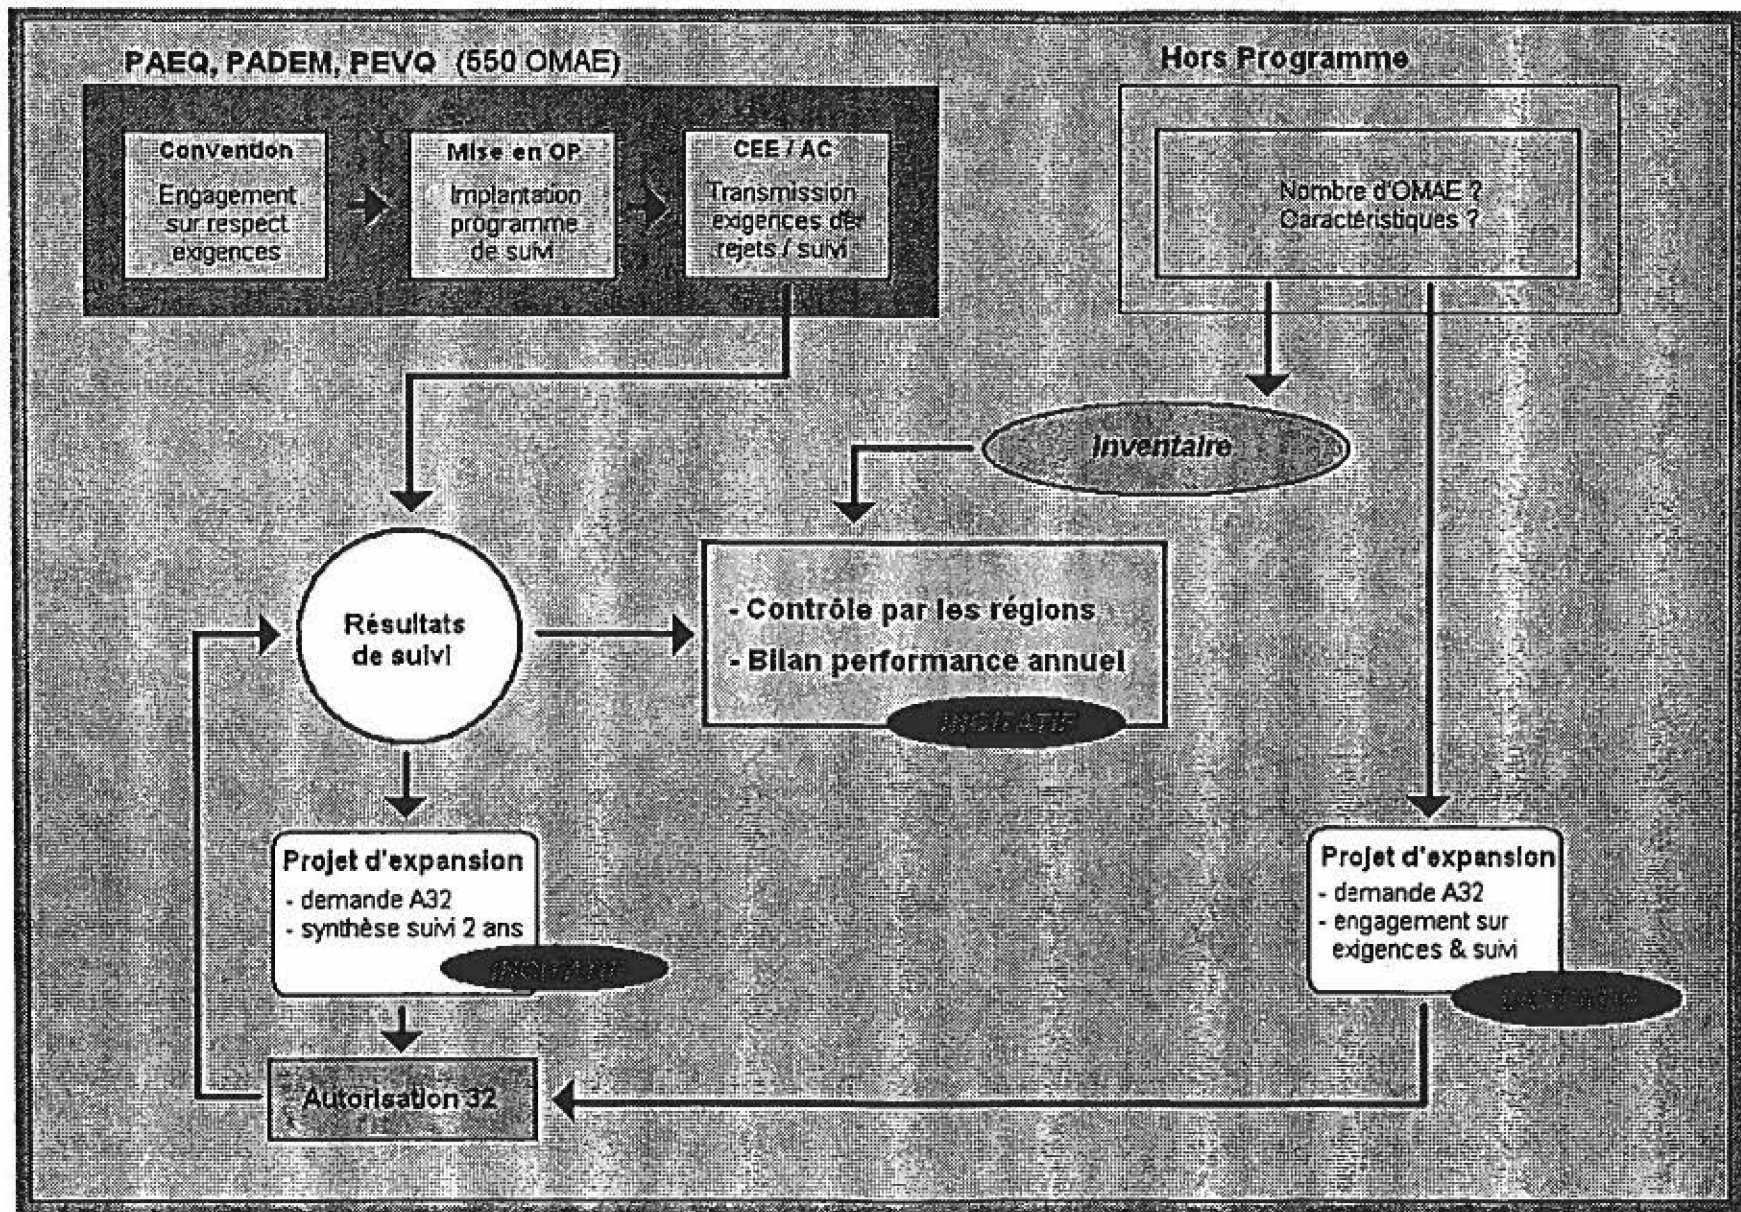 PAEQ, PADEM, PEVQ (550 OMAE)
Hors Programme
Convention
Engagement
sur respect
exigences
Mise en OP
Implantation
programme
de suivi
CEE / AC
Transmission
exigences de
rejets / suivi
Nombre d'OMAE ?
Caractéristiques ?
Inventaire
Résultats
de suivi
- Contrôle par les régions
- Bilan performance annuel
Projet d'expansion
- demande A32
- synthèse suivi 2 ans
Projet d'expansion
- demande A32
- engagement sur
exigences & suivi
Autorisation 32